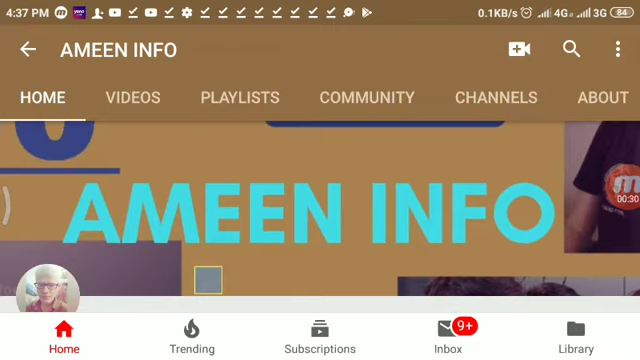 4:37 PM 0.1KB/s 4G 3G 84
AMEEN INFO
HOME VIDEOS PLAYLISTS COMMUNITY CHANNELS ABOUT
AMEEN INFO
00:30
9+
Home Trending Subscriptions Inbox Library